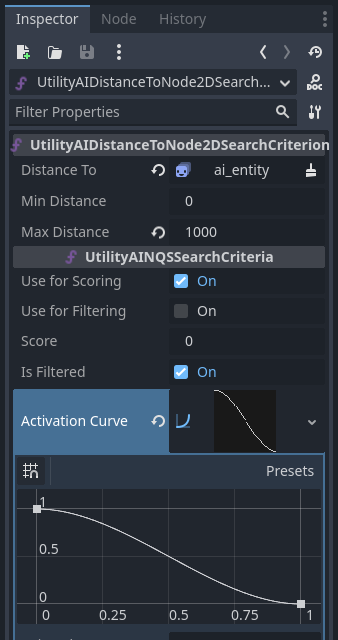 Inspector Node History
UtilityAIDistanceToNode2DSearch...
DOC
Filter Properties
UtilityAIDistanceToNode2DSearchCriterion
Distance To ai_entity
Min Distance 0
Max Distance 1000
UtilityAINQSSearchCriteria
Use for Scoring On
Use for Filtering On
Score 0
Is Filtered On
Activation Curve
Presets
1
0.5
0
0 0.25 0.5 0.75 1